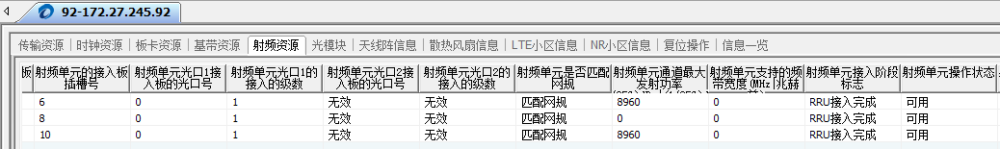 92-172.27.245.92
传输资源 | 时钟资源 | 板卡资源 | 基带资源 | 射频资源 | 光模块 | 天线阵信息 | 散热风扇信息 | LTE小区信息 | NR小区信息 | 复位操作 | 信息一览
板 射频单元的接入板插槽号 射频单元光口1接入板的光口号 射频单元光口1的接入的级数 射频单元光口2接入板的光口号 射频单元光口2的接入的级数 射频单元是否匹配网规 射频单元通道最大发射功率 射频单元支持的频带宽度(MHz|兆赫 射频单元接入阶段标志 射频单元操作状态
6 0 1 无效 无效 匹配网规 8960 0 RRU接入完成 可用
8 0 1 无效 无效 匹配网规 0 0 RRU接入完成 可用
10 0 1 无效 无效 匹配网规 8960 0 RRU接入完成 可用